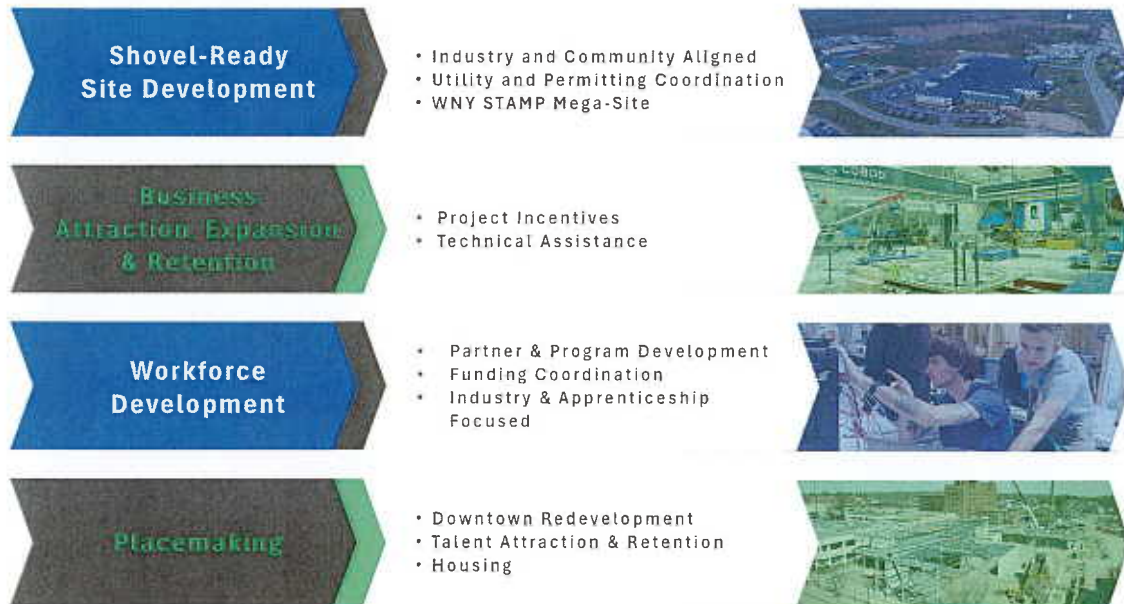 Shovel-Ready
Site Development
• Industry and Community Aligned
• Utility and Permitting Coordination
• WNY STAMP Mega-Site
Business
Attraction, Expansion
& Retention
• Project Incentives
• Technical Assistance
COBOD
Workforce
Development
• Partner & Program Development
• Funding Coordination
• Industry & Apprenticeship
Focused
Placemaking
• Downtown Redevelopment
• Talent Attraction & Retention
• Housing